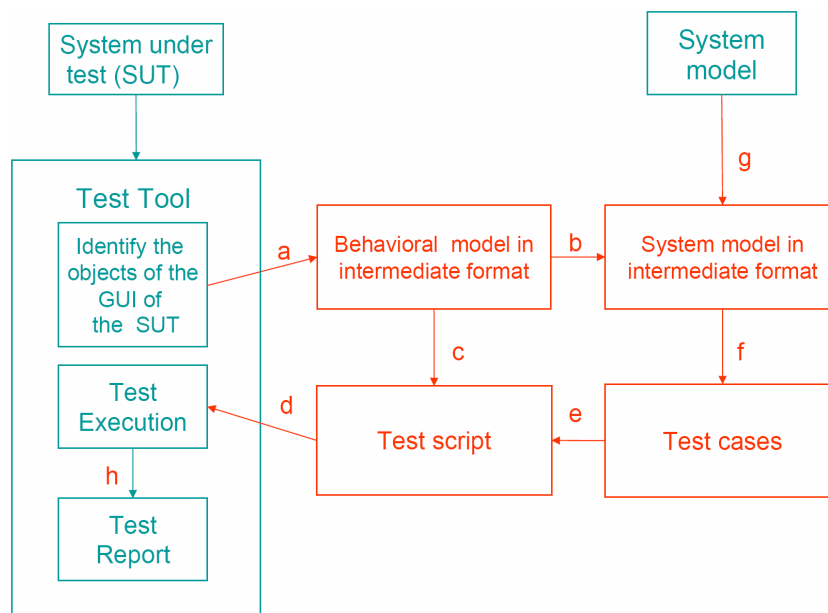 System under
test (SUT)
System
model
g
Test Tool
Identify the
objects of the
GUI of
the SUT
a
Behavioral model in
intermediate format
b
System model in
intermediate format
c
f
Test
Execution
d
Test script
e
Test cases
h
Test
Report